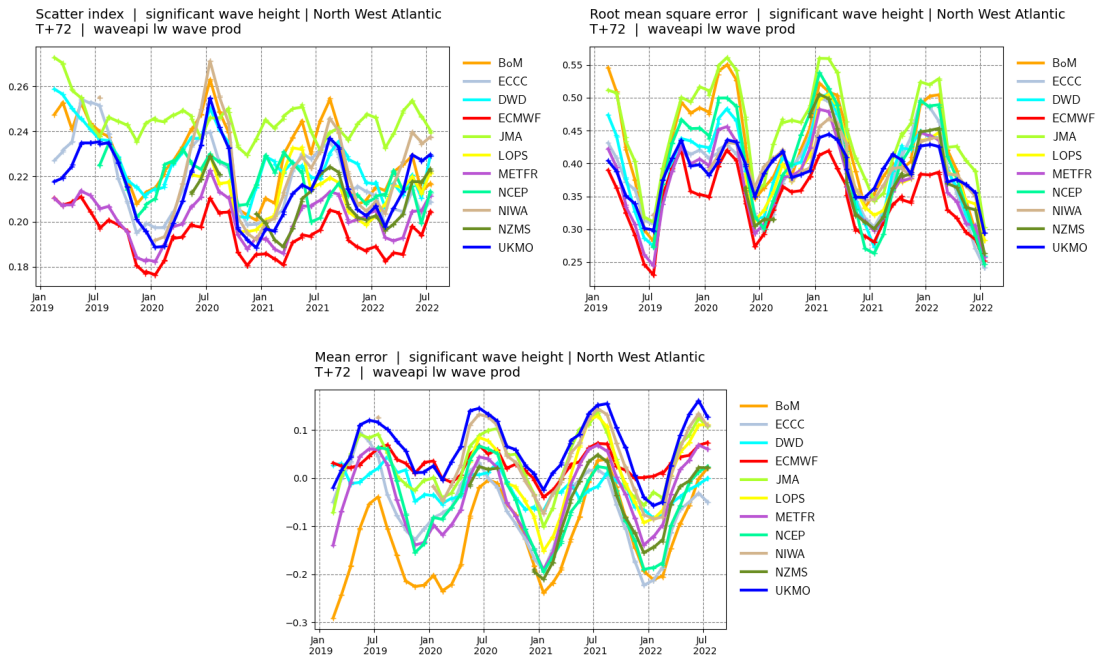 Scatter index | significant wave height | North West Atlantic
T+72 | waveapi lw wave prod
0.26
0.24
0.22
0.20
0.18
Jan
2019
Jul
2019
Jan
2020
Jul
2020
Jan
2021
Jul
2021
Jan
2022
Jul
2022
BoM
ECCC
DWD
ECMWF
JMA
LOPS
METFR
NCEP
NIWA
NZMS
UKMO
Root mean square error | significant wave height | North West Atlantic
T+72 | waveapi lw wave prod
0.55
0.50
0.45
0.40
0.35
0.30
0.25
Jan
2019
Jul
2019
Jan
2020
Jul
2020
Jan
2021
Jul
2021
Jan
2022
Jul
2022
BoM
ECCC
DWD
ECMWF
JMA
LOPS
METFR
NCEP
NIWA
NZMS
UKMO
Mean error | significant wave height | North West Atlantic
T+72 | waveapi lw wave prod
0.1
0.0
−0.1
−0.2
−0.3
Jan
2019
Jul
2019
Jan
2020
Jul
2020
Jan
2021
Jul
2021
Jan
2022
Jul
2022
BoM
ECCC
DWD
ECMWF
JMA
LOPS
METFR
NCEP
NIWA
NZMS
UKMO